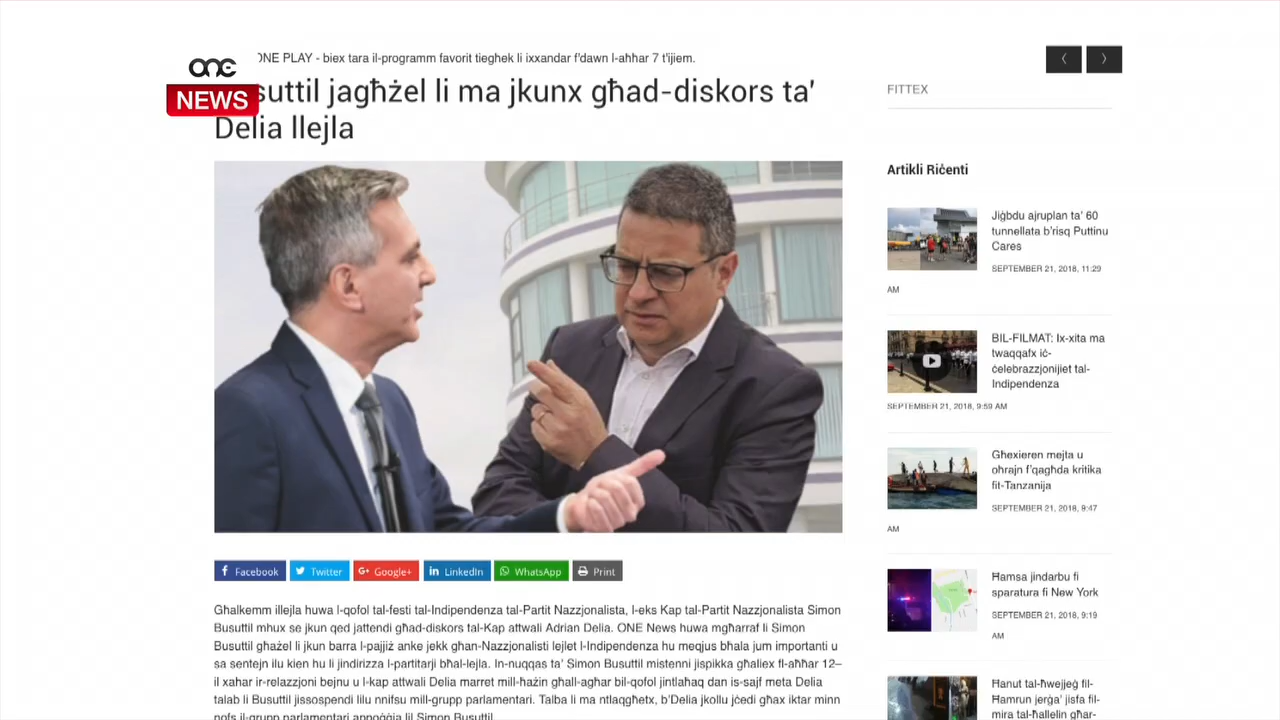 ONE PLAY - biex tara il-programm favorit tiegħek li ixxandar f'dawn l-aħħar 7 t'ijiem.
one
NEWS
suttil jagħżel li ma jkunx għad-diskors ta'
Delia llejla
Facebook
Twitter
Google+
LinkedIn
WhatsApp
Print
Għalkemm illejla huwa l-qofol tal-festi tal-Indipendenza tal-Partit Nazzjonalista, l-eks Kap tal-Partit Nazzjonalista Simon
Busuttil mhux se jkun qed jattendi għad-diskors tal-Kap attwali Adrian Delia. ONE News huwa mgħarraf li Simon
Busuttil għażel li jkun barra l-pajjiż anke jekk għan-Nazzjonalisti lejlet l-Indipendenza hu meqjus bħala jum importanti u
sa sentejn ilu kien hu li jindirizza l-partitarji bħal-lejla. In-nuqqas ta' Simon Busuttil mistenni jispikka għaliex fl-aħħar 12–
il xahar ir-relazzjoni bejnu u l-kap attwali Delia marret mill-ħażin għall-agħar bil-qofol jintlaħaq dan is-sajf meta Delia
talab li Busuttil jissospendi lilu nnifsu mill-grupp parlamentari. Talba li ma ntlaqgħetx, b'Delia jkollu jċedi għax iktar minn
nofs il-grupp parlamentari appoġġja lil Simon Busuttil.
FITTEX
Artikli Riċenti
Jiġbdu ajruplan ta' 60
tunnellata b'risq Puttinu
Cares
SEPTEMBER 21, 2018, 11:29
AM
BIL-FILMAT: Ix-xita ma
twaqqafx iċ-
ċelebrazzjonijiet tal-
Indipendenza
SEPTEMBER 21, 2018, 9:59 AM
Għexieren mejta u
oħrajn f'qagħda kritika
fit-Tanzanija
SEPTEMBER 21, 2018, 9:47
AM
Ħamsa jindarbu fi
sparatura fi New York
SEPTEMBER 21, 2018, 9:19
AM
Ħanut tal-ħwejjeġ fil-
Ħamrun jerġa' jisfa fil-
mira tal-ħallelin għar-